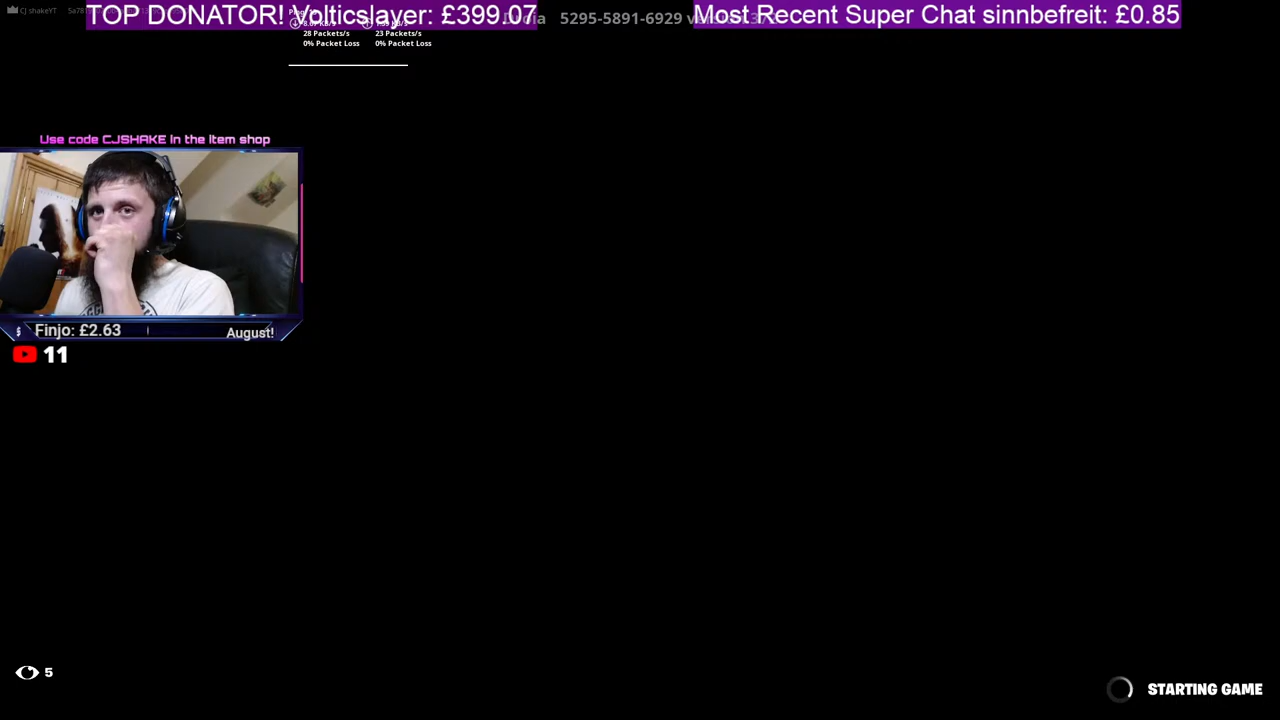 CJ shakeYT
TOP DONATOR! Volticslayer: £399.07
5295-5891-6929
Most Recent Super Chat sinnbefreit: £0.85
28 Packets/s 23 Packets/s
0% Packet Loss 0% Packet Loss
Use code CJSHAKE in the item shop
$ Finjo: £2.63 August!
11
5
STARTING GAME